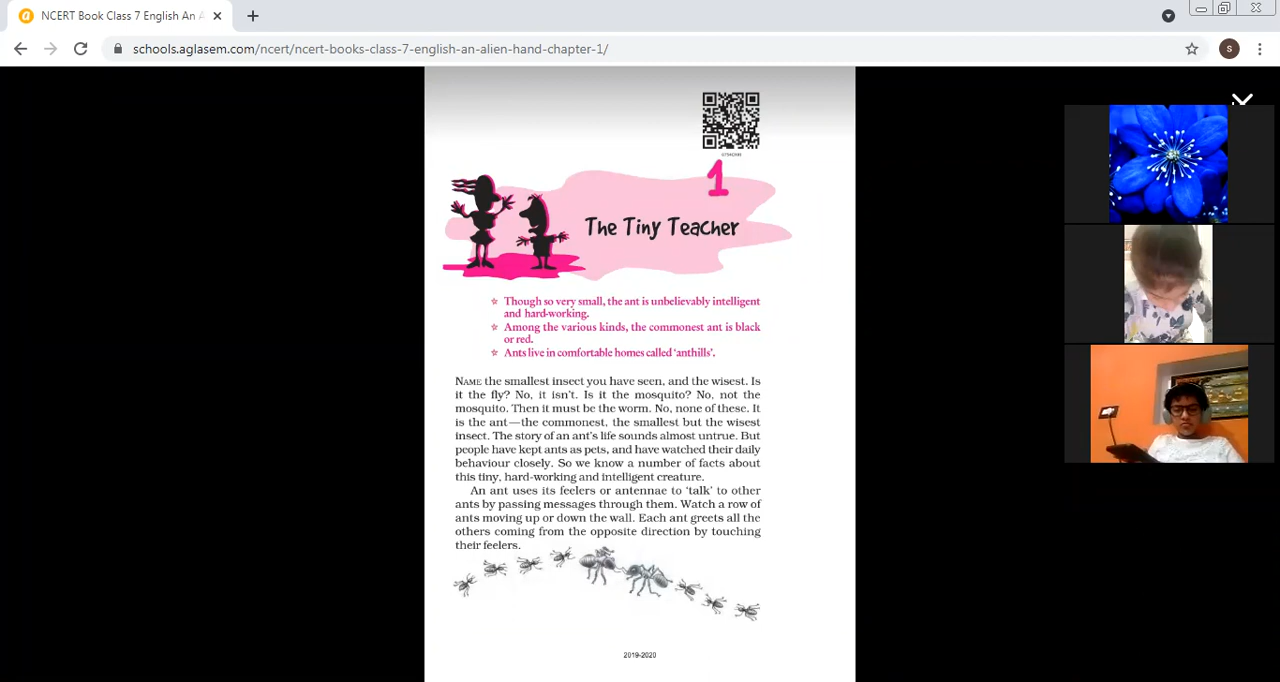 NCERT Book Class 7 English An A
schools.aglasem.com/ncert/ncert-books-class-7-english-an-alien-hand-chapter-1/
S
1
The Tiny Teacher
☆ Though so very small, the ant is unbelievably intelligent
and hard-working.
☆ Among the various kinds, the commonest ant is black
or red.
☆ Ants live in comfortable homes called ‘anthills’.
NAME the smallest insect you have seen, and the wisest. Is
it the fly? No, it isn’t. Is it the mosquito? No, not the
mosquito. Then it must be the worm. No, none of these. It
is the ant—the commonest, the smallest but the wisest
insect. The story of an ant’s life sounds almost untrue. But
people have kept ants as pets, and have watched their daily
behaviour closely. So we know a number of facts about
this tiny, hard-working and intelligent creature.
An ant uses its feelers or antennae to ‘talk’ to other
ants by passing messages through them. Watch a row of
ants moving up or down the wall. Each ant greets all the
others coming from the opposite direction by touching
their feelers.
2019-2020